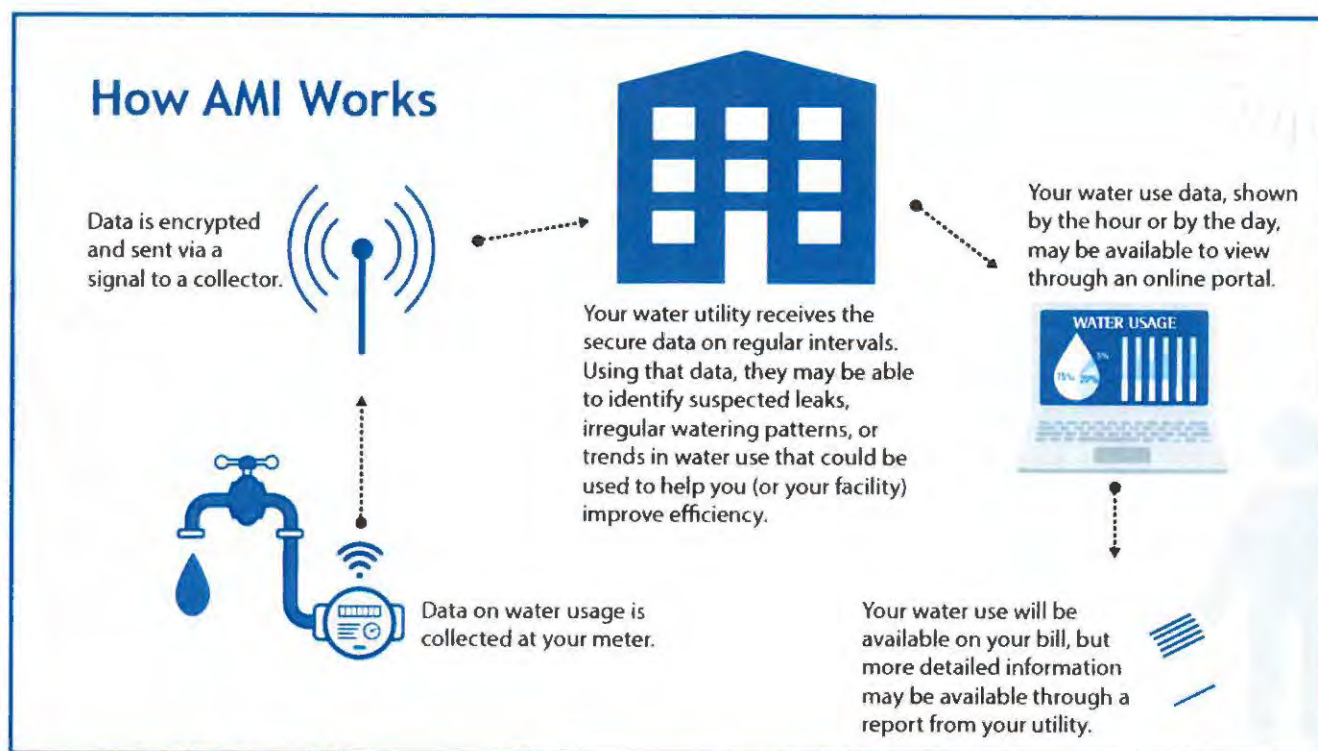 How AMI Works
Data is encrypted
and sent via a
signal to a collector.
Data on water usage is
collected at your meter.
Your water utility receives the
secure data on regular intervals.
Using that data, they may be able
to identify suspected leaks,
irregular watering patterns, or
trends in water use that could be
used to help you (or your facility)
improve efficiency.
Your water use data, shown
by the hour or by the day,
may be available to view
through an online portal.
WATER USAGE
5%
75%
20%
Your water use will be
available on your bill, but
more detailed information
may be available through a
report from your utility.